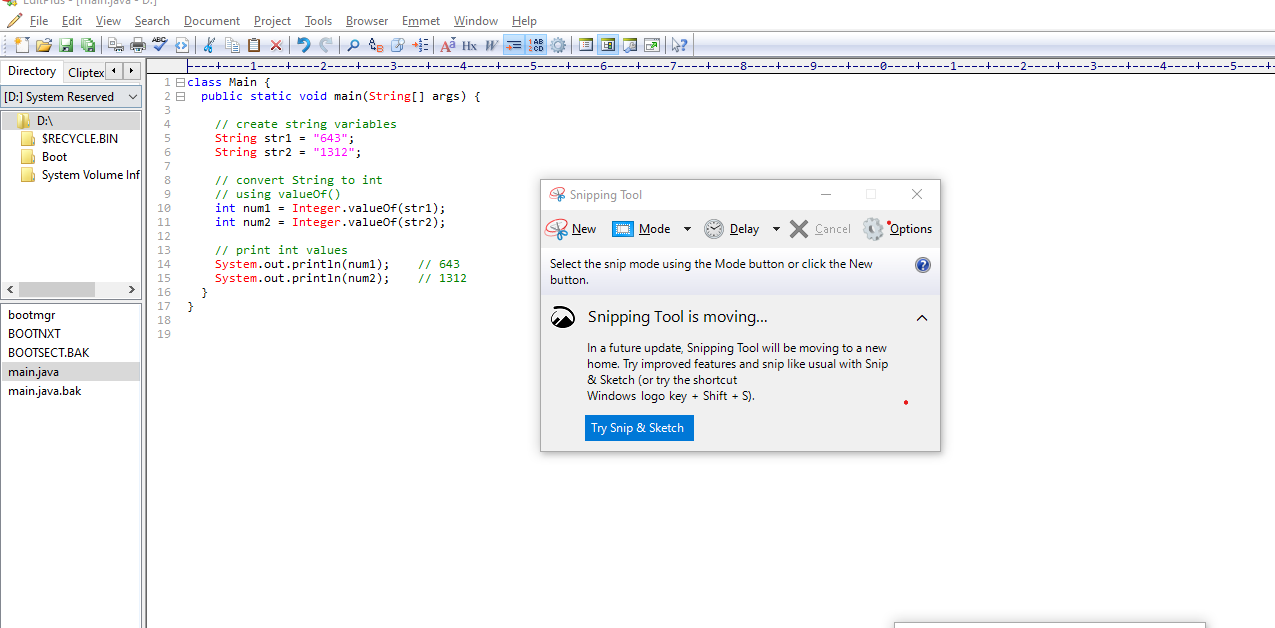 EditPlus - [main.java - D:]
File Edit View Search Document Project Tools Browser Emmet Window Help
Directory Cliptex
[D:] System Reserved
D:\
$RECYCLE.BIN
Boot
System Volume Inf
bootmgr
BOOTNXT
BOOTSECT.BAK
main.java
main.java.bak
----+----1----+----2----+----3----+----4----+----5----+----6----+----7----+----8----+----9----+----0----+----1----+----2----+----3----+----4----+----5----+
1 class Main {
2 public static void main(String[] args) {
3
4 // create string variables
5 String str1 = "643";
6 String str2 = "1312";
7
8 // convert String to int
9 // using valueOf()
10 int num1 = Integer.valueOf(str1);
11 int num2 = Integer.valueOf(str2);
12
13 // print int values
14 System.out.println(num1); // 643
15 System.out.println(num2); // 1312
16 }
17 }
18
19
Snipping Tool
New Mode Delay Cancel Options
Select the snip mode using the Mode button or click the New
button.
Snipping Tool is moving...
In a future update, Snipping Tool will be moving to a new
home. Try improved features and snip like usual with Snip
& Sketch (or try the shortcut
Windows logo key + Shift + S).
Try Snip & Sketch